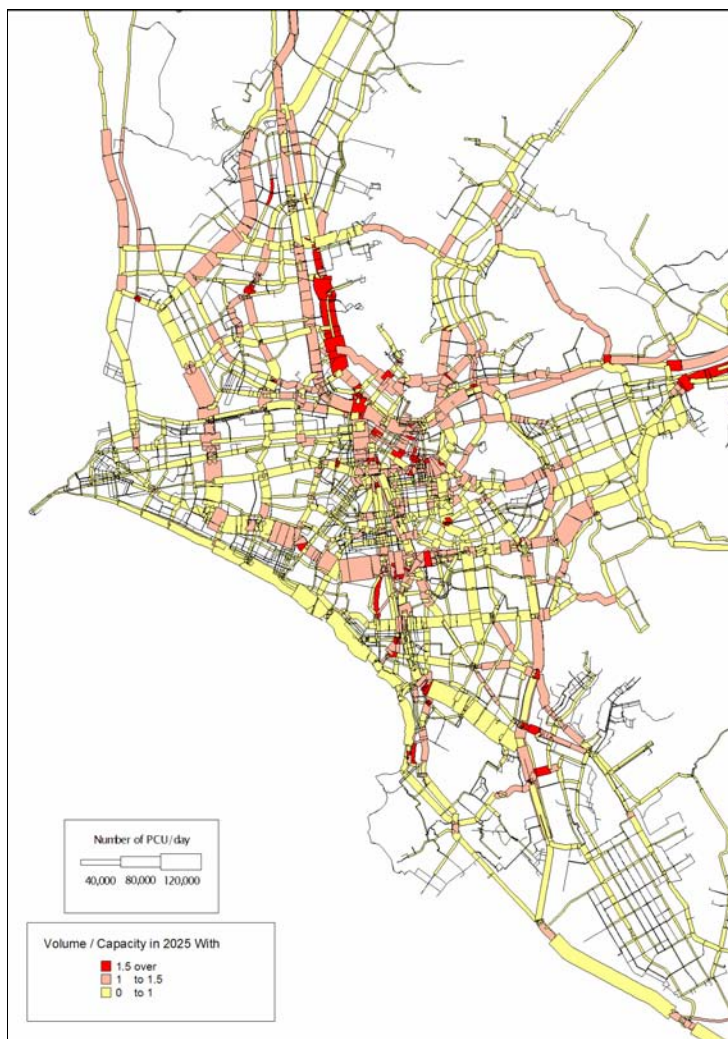 Number of PCU/day
40,000 80,000 120,000
Volume / Capacity in 2025 With
1.5 over
1 to 1.5
0 to 1